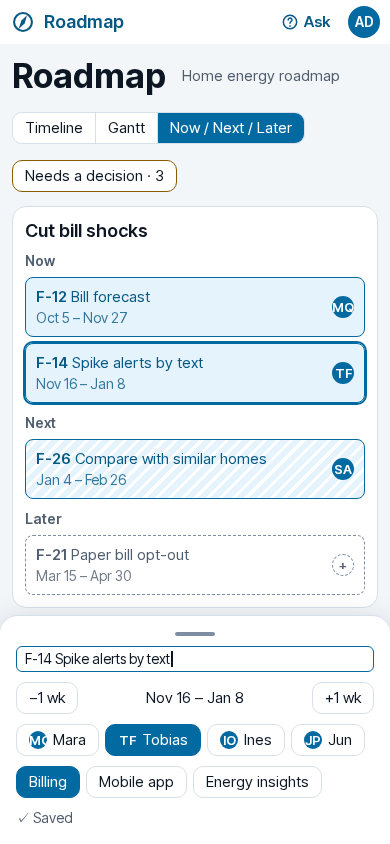 Roadmap Ask AD
Roadmap Home energy roadmap
Timeline Gantt Now / Next / Later
Needs a decision · 3
Cut bill shocks
Now
F-12 Bill forecast
Oct 5 – Nov 27
MO
F-14 Spike alerts by text
Nov 16 – Jan 8
TF
Next
F-26 Compare with similar homes
Jan 4 – Feb 26
SA
Later
F-21 Paper bill opt-out
Mar 15 – Apr 30
+
F-14 Spike alerts by text
−1 wk Nov 16 – Jan 8 +1 wk
MO Mara TF Tobias IO Ines JP Jun
Billing Mobile app Energy insights
✓ Saved